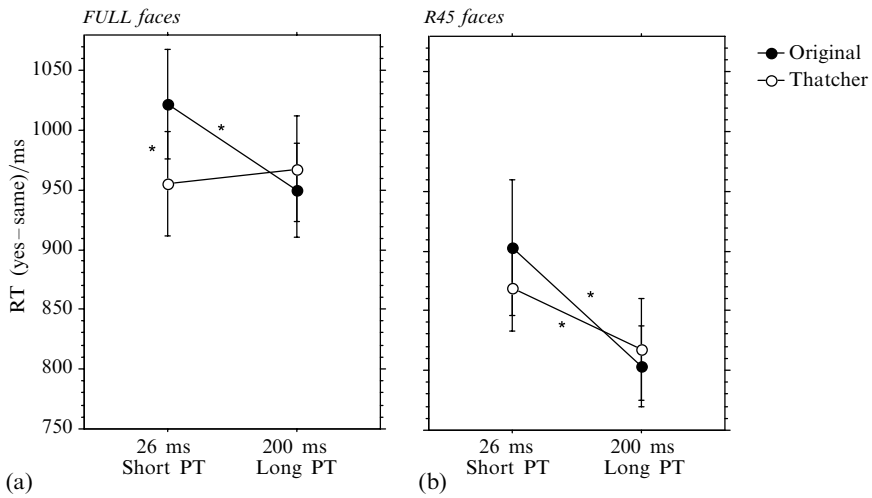 FULL faces
R45 faces
1050
1000
950
900
850
800
750
RT (yes–same)/ms
*
*
*
*
Original
Thatcher
26 ms
Short PT
200 ms
Long PT
26 ms
Short PT
200 ms
Long PT
(a)
(b)